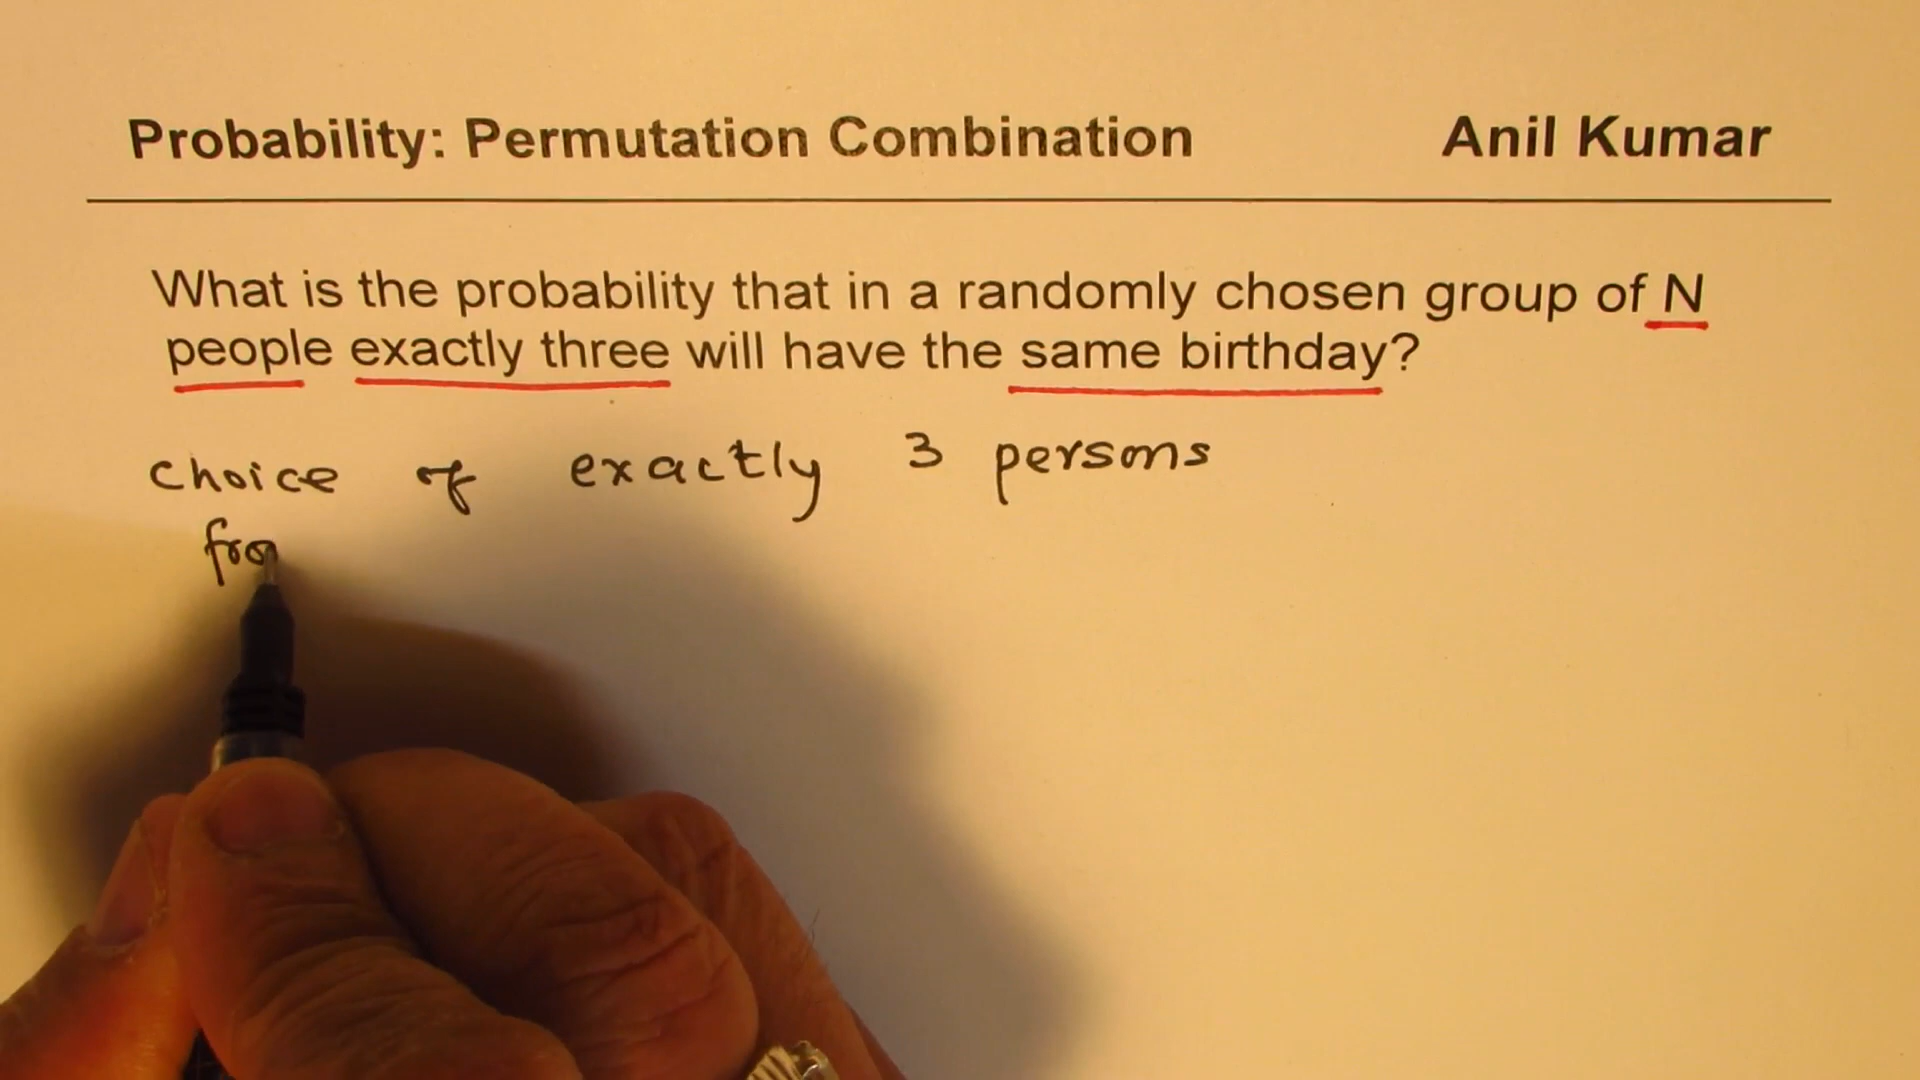 Probability: Permutation Combination Anil Kumar
What is the probability that in a randomly chosen group of N
people exactly three will have the same birthday?
choice of exactly 3 persons
fro